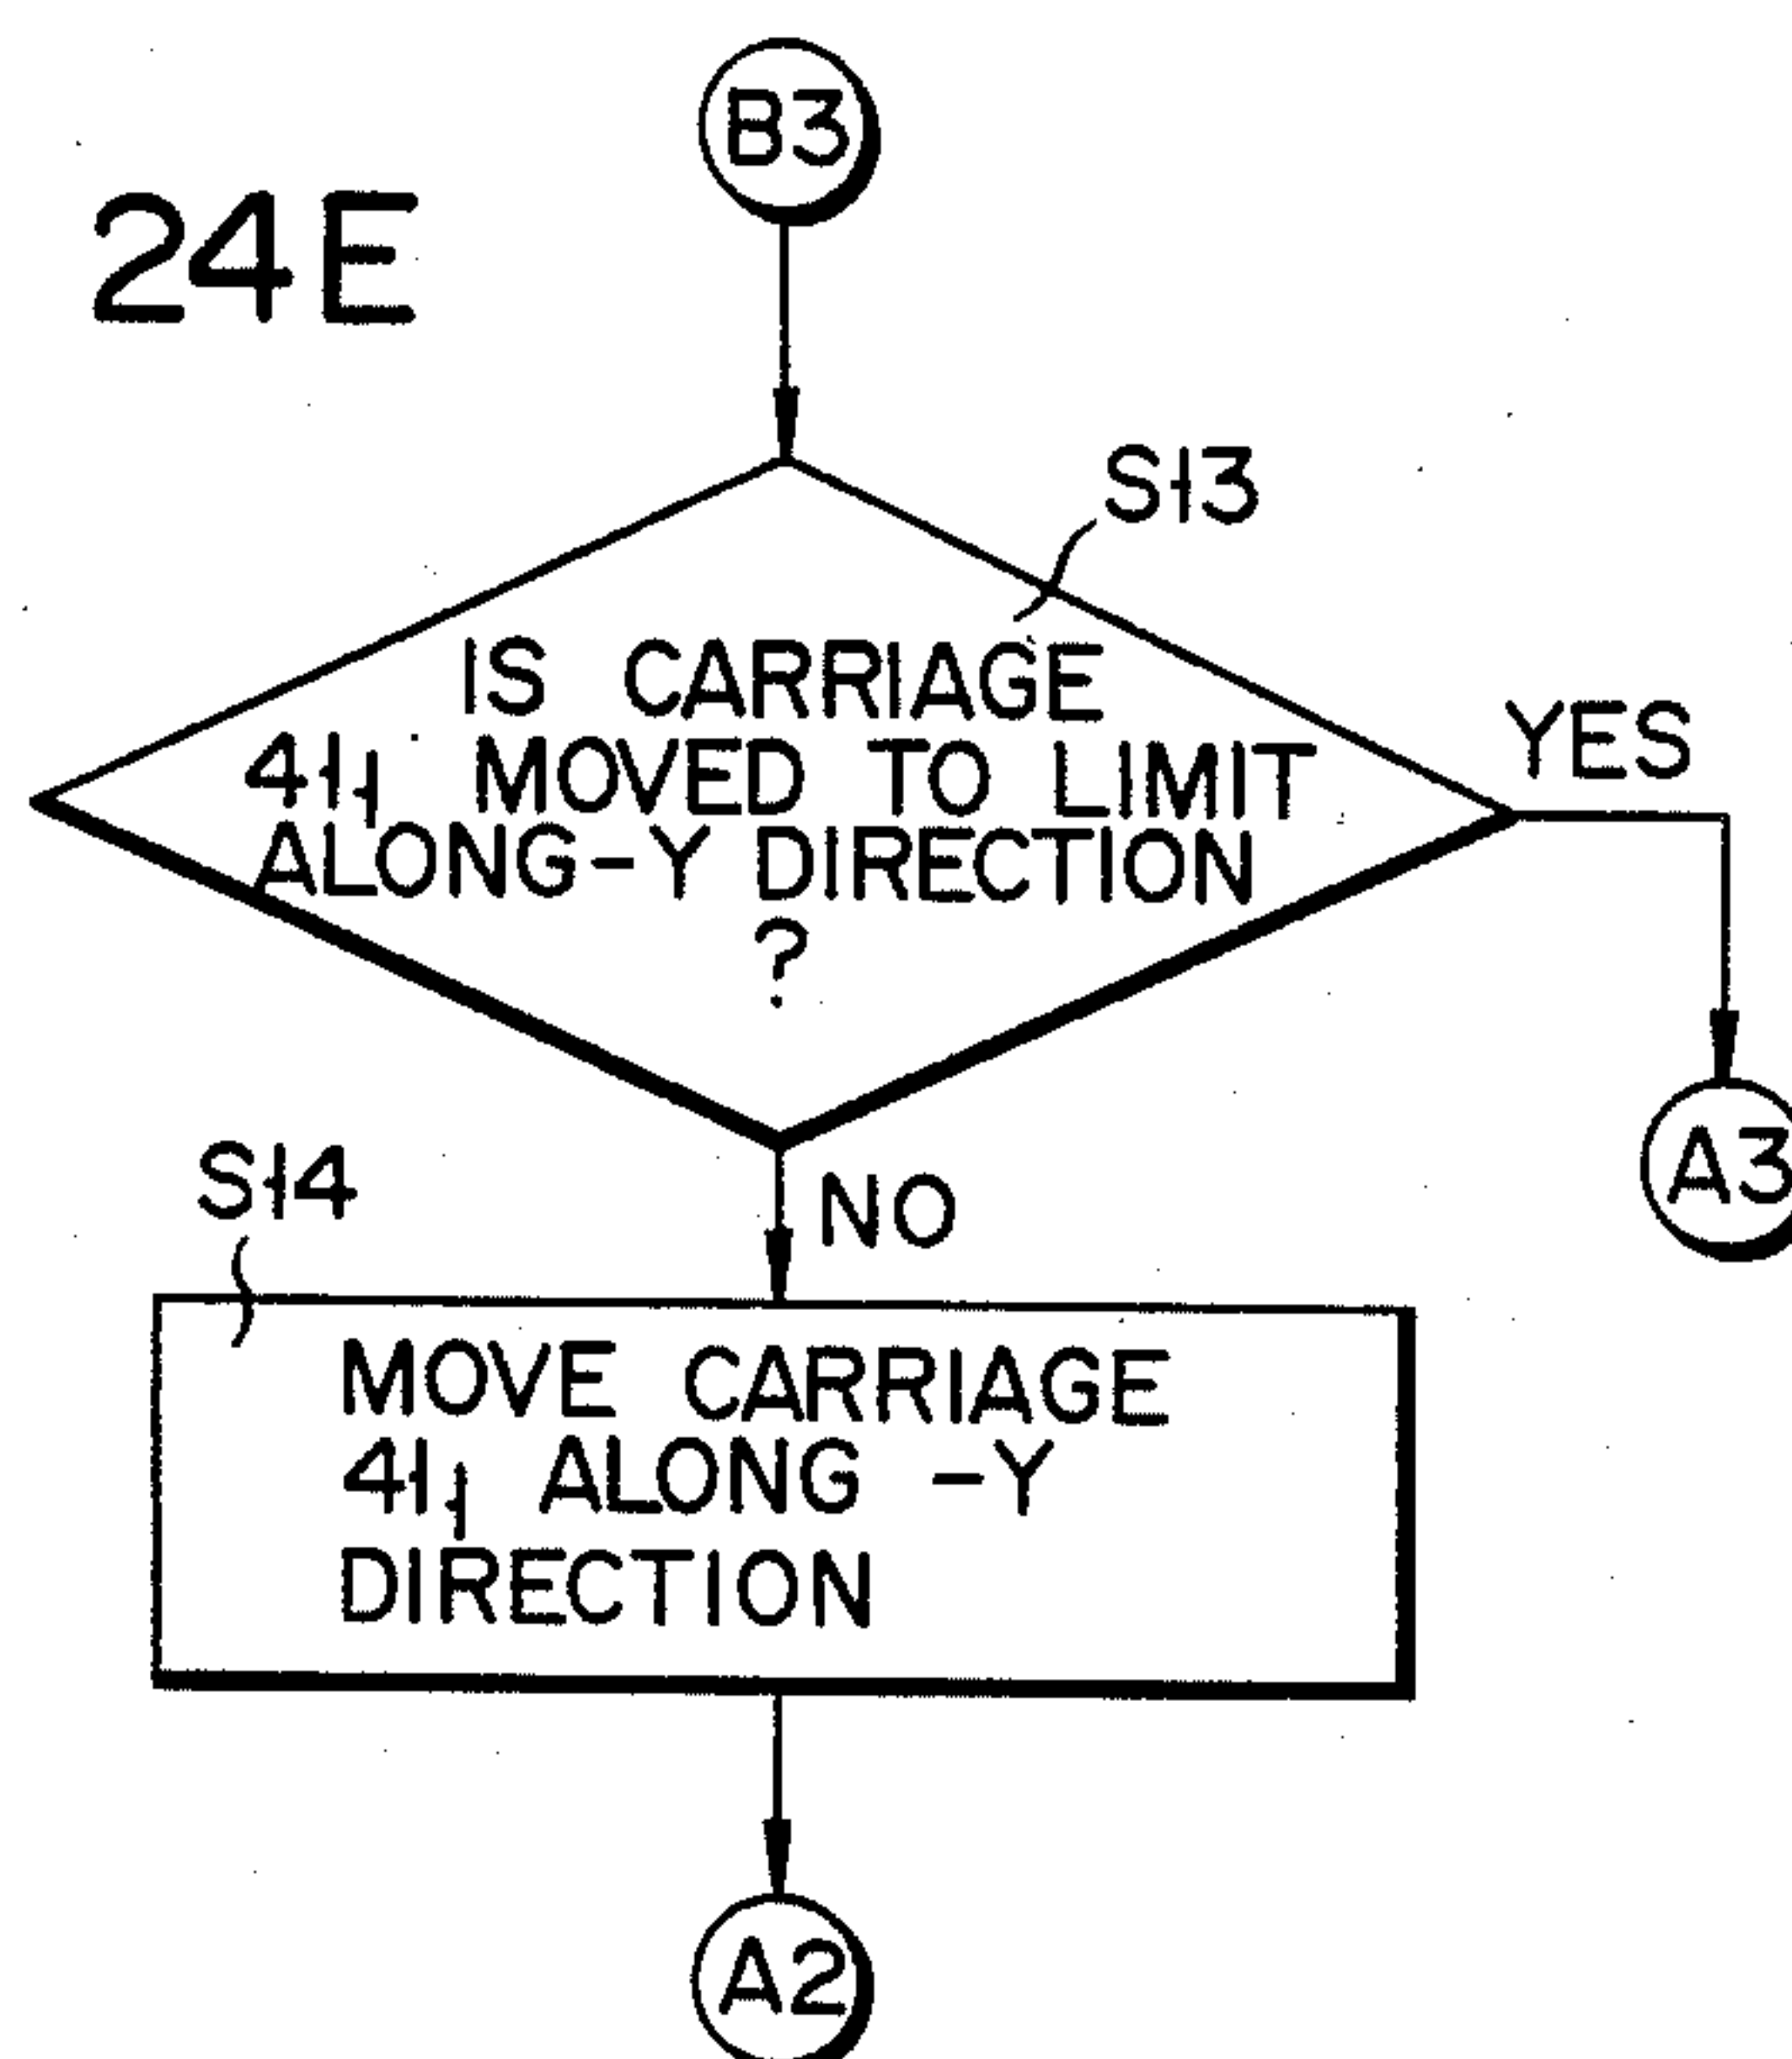 B3
24E
S13
IS CARRIAGE
41₁ MOVED TO LIMIT
ALONG-Y DIRECTION
?
YES
A3
S14
NO
MOVE CARRIAGE
41₁ ALONG -Y
DIRECTION
A2